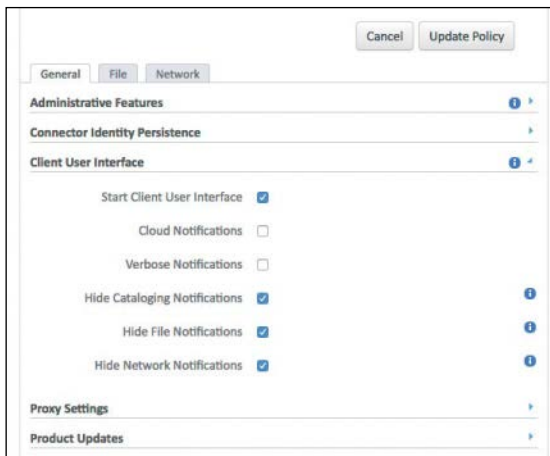 Cancel Update Policy
General File Network
Administrative Features
Connector Identity Persistence
Client User Interface
Start Client User Interface
Cloud Notifications
Verbose Notifications
Hide Cataloging Notifications
Hide File Notifications
Hide Network Notifications
Proxy Settings
Product Updates